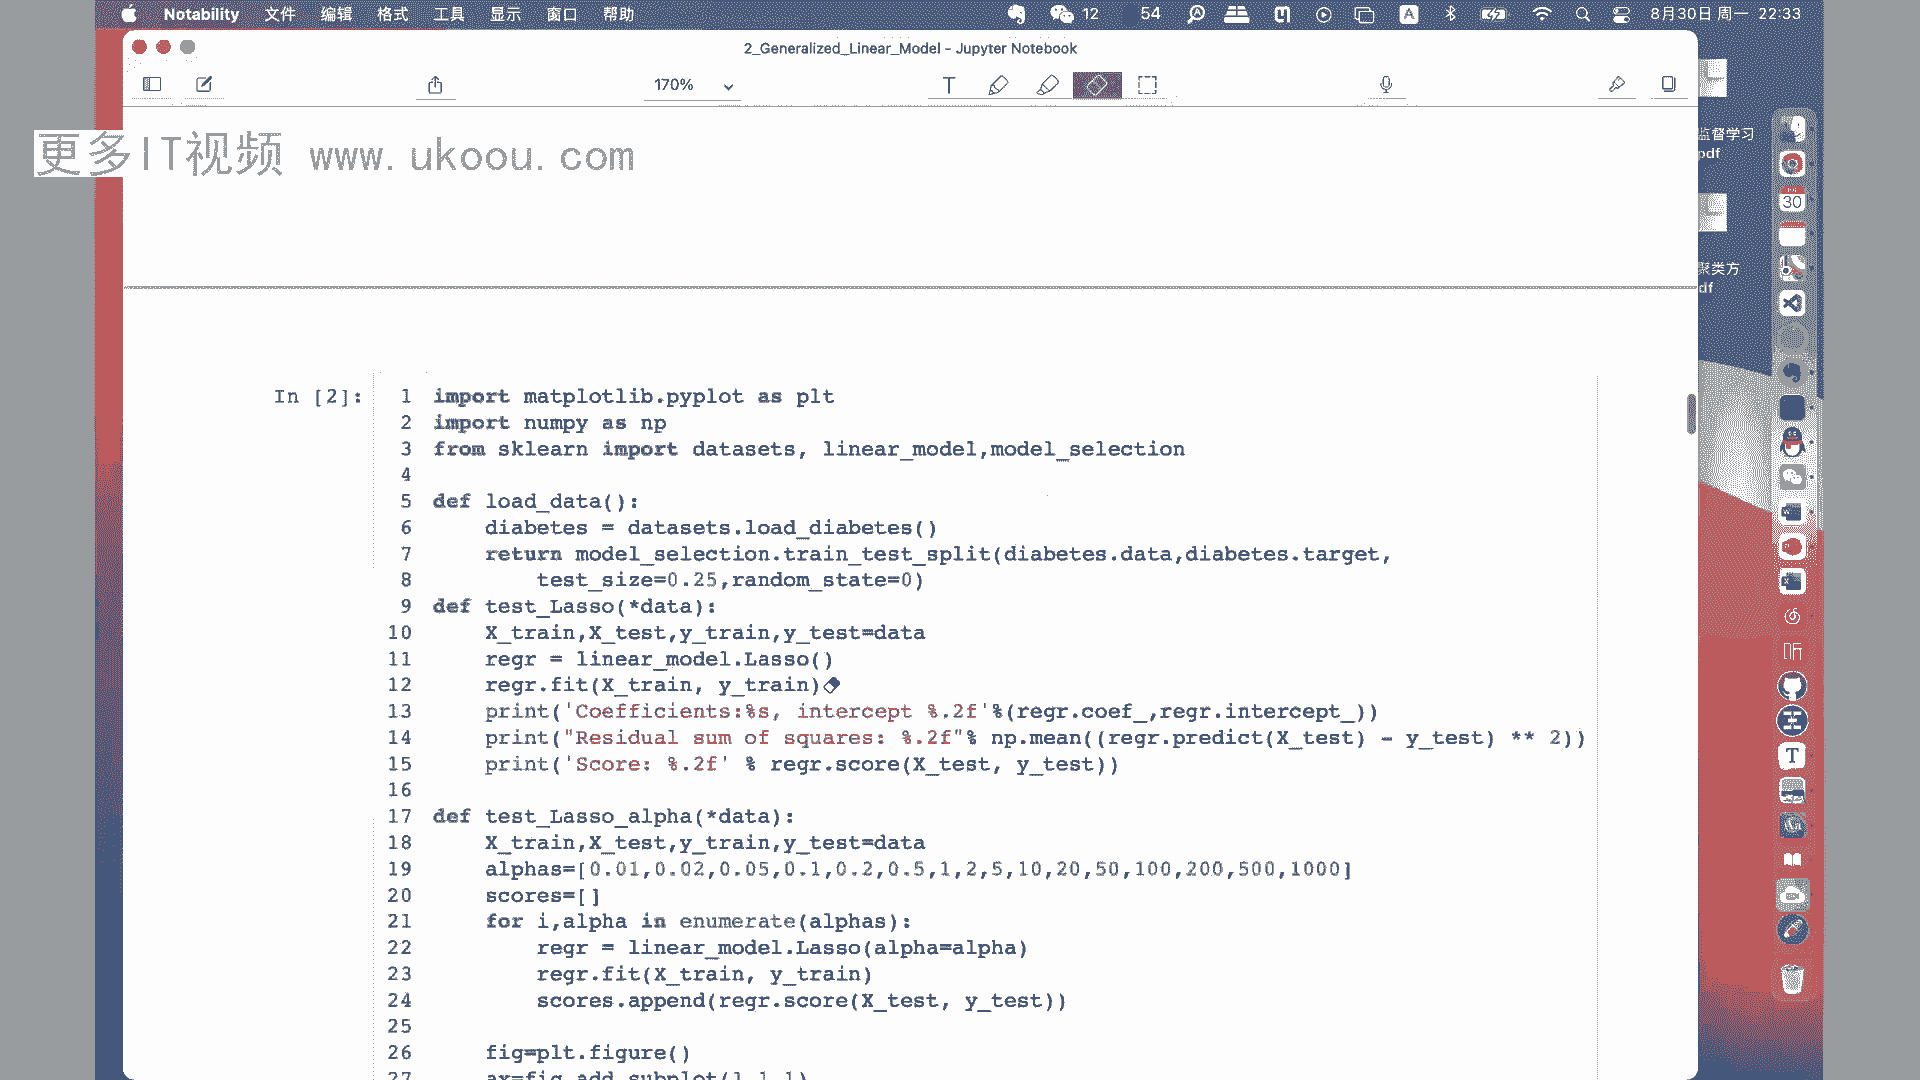 Notability 文件 编辑 格式 工具 显示 窗口 帮助 12 54 8月30日 周一 22:33
2_Generalized_Linear_Model - Jupyter Notebook
170%
更多IT视频 www.ukoou.com
监督学习
pdf
30
聚类方
df
In [2]:
1 import matplotlib.pyplot as plt
2 import numpy as np
3 from sklearn import datasets, linear_model,model_selection
4
5 def load_data():
6 diabetes = datasets.load_diabetes()
7 return model_selection.train_test_split(diabetes.data,diabetes.target,
8 test_size=0.25,random_state=0)
9 def test_Lasso(*data):
10 X_train,X_test,y_train,y_test=data
11 regr = linear_model.Lasso()
12 regr.fit(X_train, y_train)
13 print('Coefficients:%s, intercept %.2f'%(regr.coef_,regr.intercept_))
14 print("Residual sum of squares: %.2f"% np.mean((regr.predict(X_test) - y_test) ** 2))
15 print('Score: %.2f' % regr.score(X_test, y_test))
16
17 def test_Lasso_alpha(*data):
18 X_train,X_test,y_train,y_test=data
19 alphas=[0.01,0.02,0.05,0.1,0.2,0.5,1,2,5,10,20,50,100,200,500,1000]
20 scores=[]
21 for i,alpha in enumerate(alphas):
22 regr = linear_model.Lasso(alpha=alpha)
23 regr.fit(X_train, y_train)
24 scores.append(regr.score(X_test, y_test))
25
26 fig=plt.figure()
27 ax=fig.add_subplot(1,1,1)